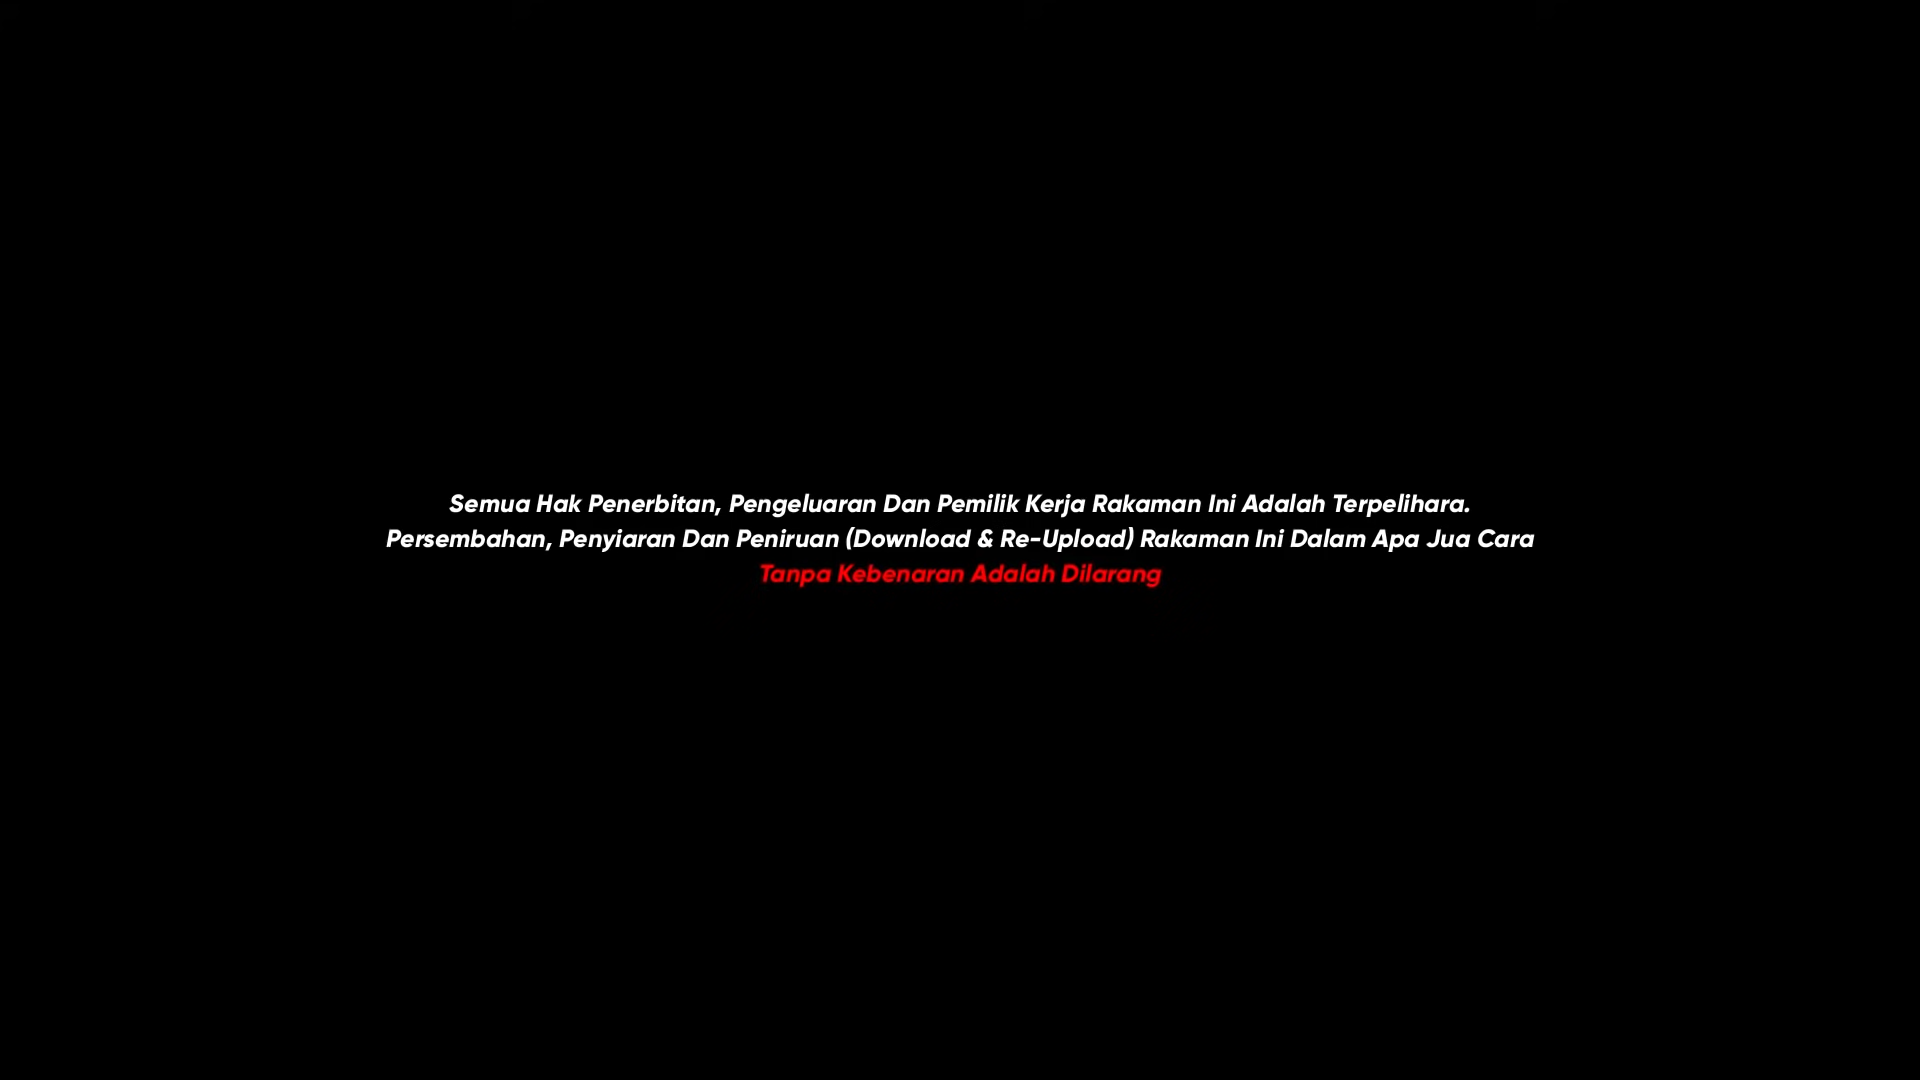 Semua Hak Penerbitan, Pengeluaran Dan Pemilik Kerja Rakaman Ini Adalah Terpelihara.
Persembahan, Penyiaran Dan Peniruan (Download & Re-Upload) Rakaman Ini Dalam Apa Jua Cara
Tanpa Kebenaran Adalah Dilarang